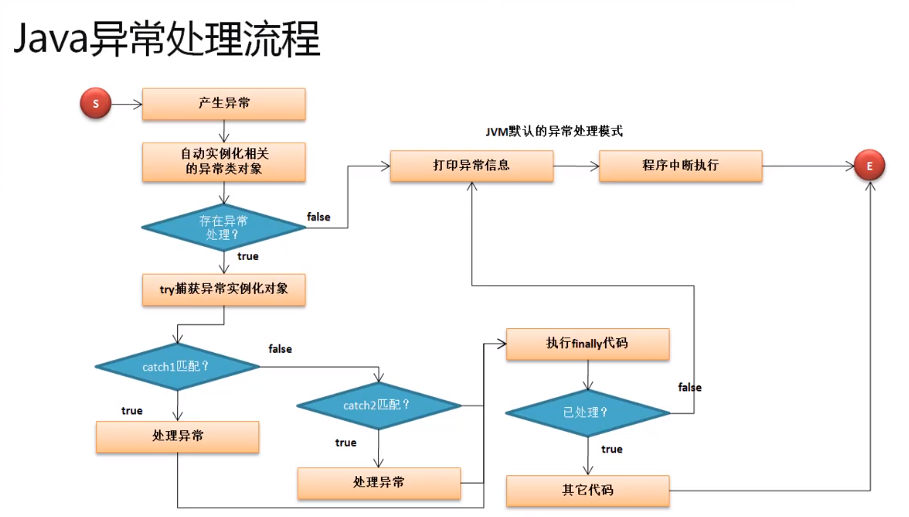 Java异常处理流程
S
产生异常
JVM默认的异常处理模式
自动实例化相关
的异常类对象
打印异常信息
程序中断执行
E
存在异常
处理？
false
true
try捕获异常实例化对象
执行finally代码
catch1匹配？
false
catch2匹配？
false
已处理？
true
处理异常
true
处理异常
true
其它代码